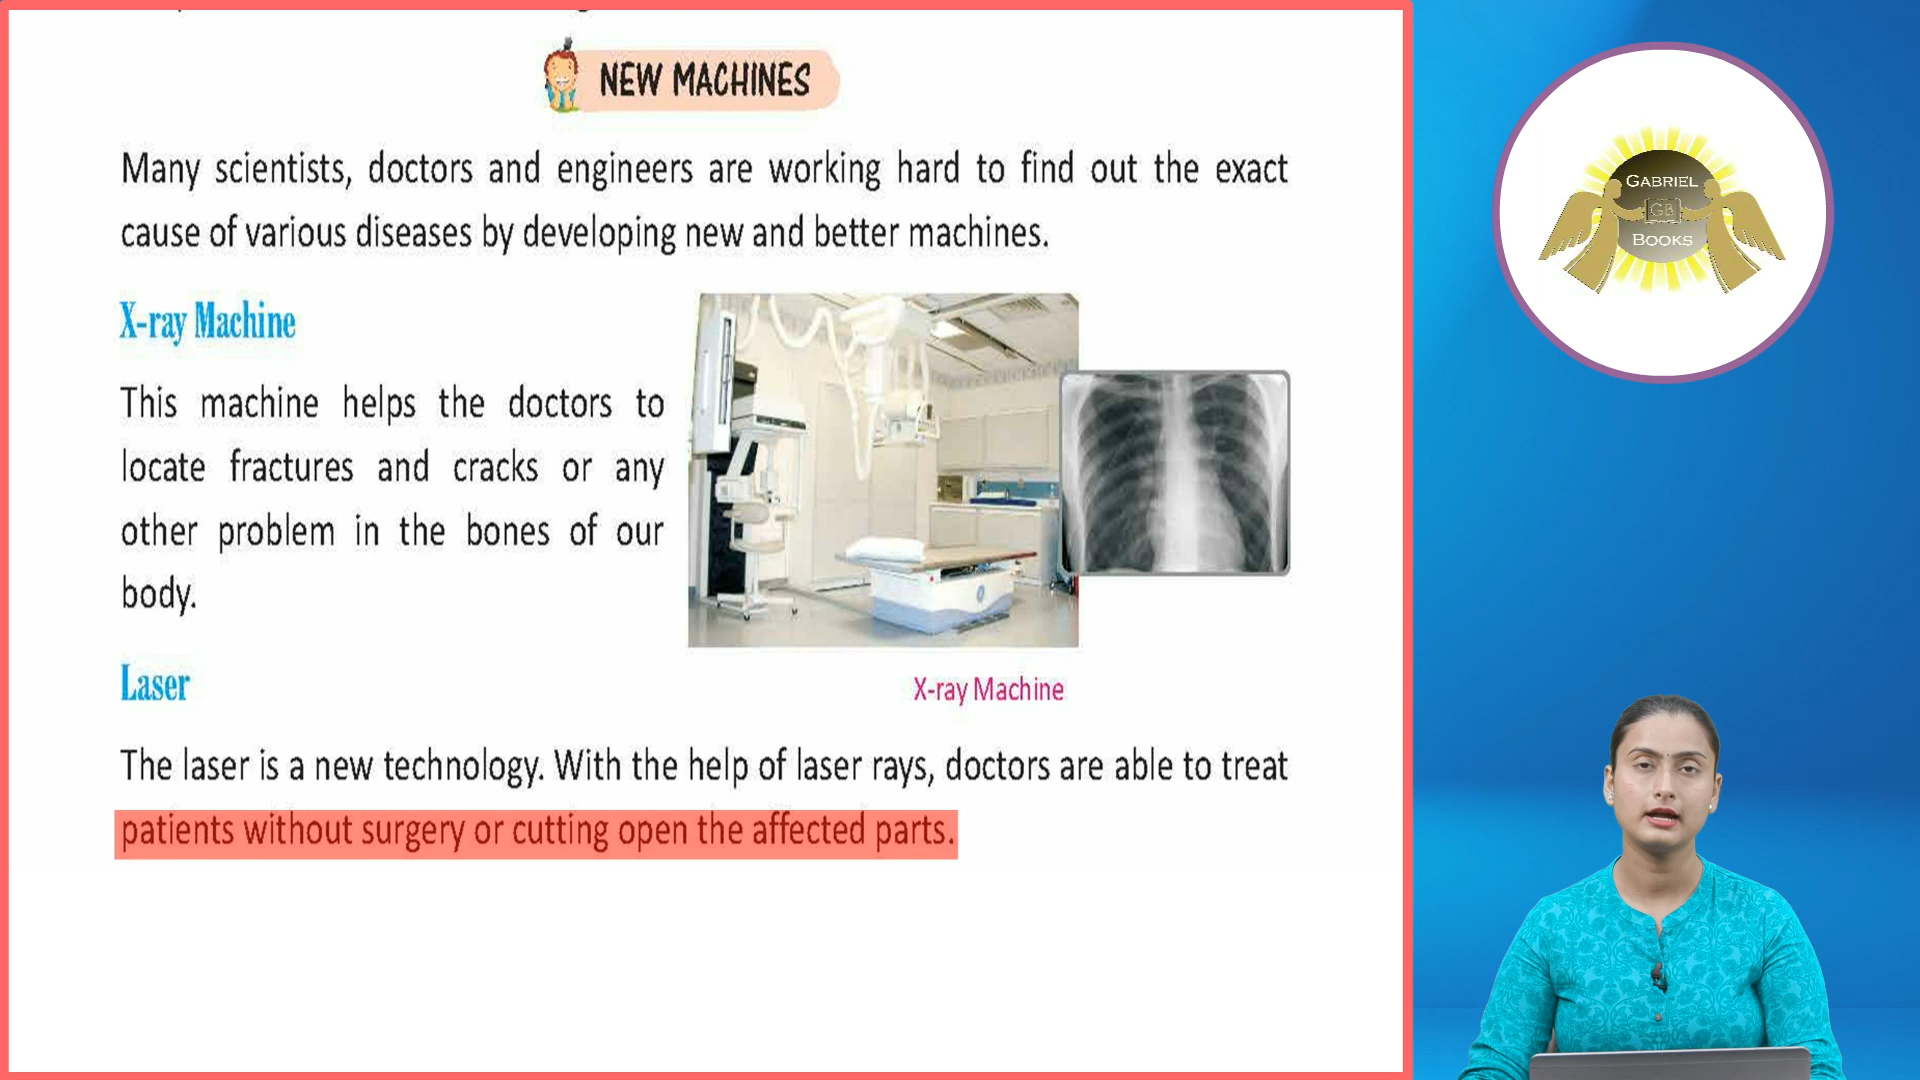 NEW MACHINES
Many scientists, doctors and engineers are working hard to find out the exact
cause of various diseases by developing new and better machines.
X-ray Machine
This machine helps the doctors to
locate fractures and cracks or any
other problem in the bones of our
body.
X-ray Machine
Laser
The laser is a new technology. With the help of laser rays, doctors are able to treat
patients without surgery or cutting open the affected parts.
GABRIEL
GB
BOOKS